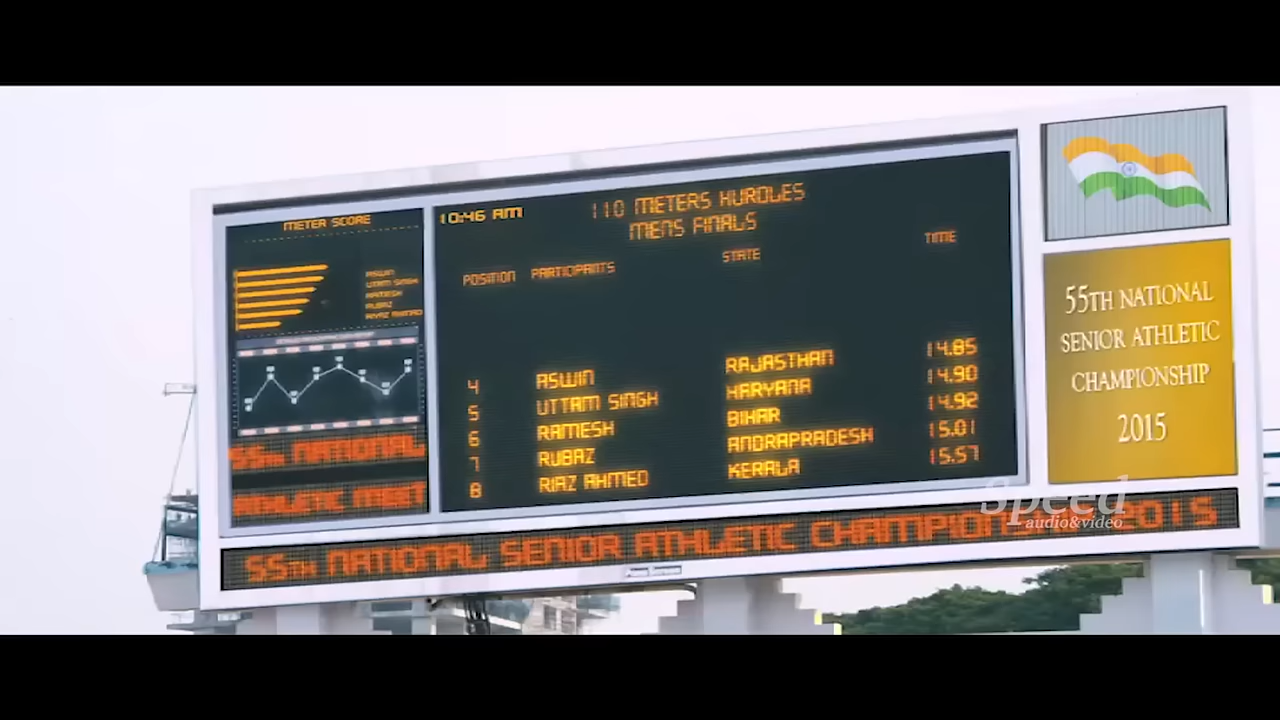 METER SCORE
ASWIN
UTTAM SINGH
RAMESH
RUBAZ
55TH NATIONAL
ATHLETIC MEET
10:46 AM
110 METERS HURDLES
MENS FINALS
POSITION PARTICIPANTS STATE TIME
4 ASWIN RAJASTHAN 14.85
5 UTTAM SINGH HARYANA 14.90
6 RAMESH BIHAR 14.92
7 RUBAZ ANDRAPRADESH 15.01
8 RIAZ AHMED KERALA 15.57
55TH NATIONAL
SENIOR ATHLETIC
CHAMPIONSHIP
2015
55TH NATIONAL SENIOR ATHLETIC CHAMPIONSHIP 2015
Speed
audio&video